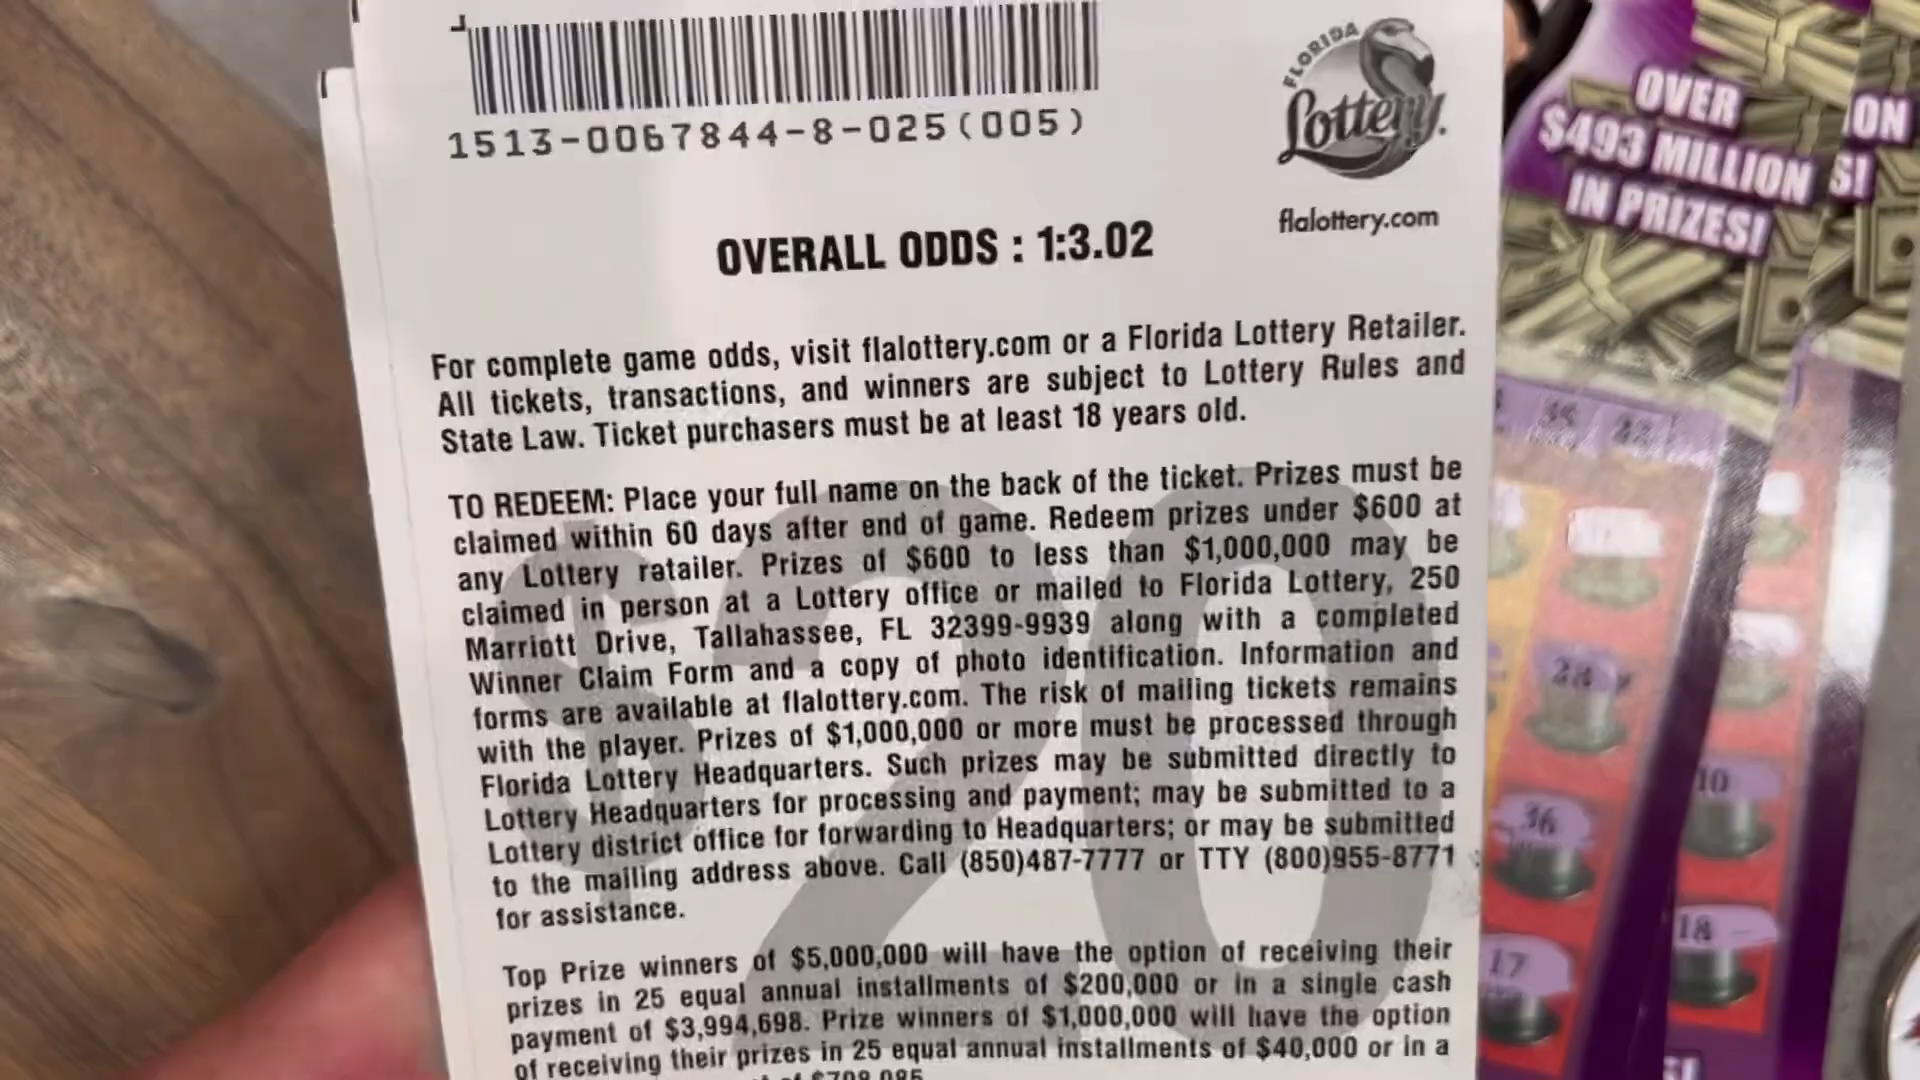 1513-0067844-8-025(005)
FLORIDA
Lottery.
flalottery.com
OVERALL ODDS : 1:3.02
For complete game odds, visit flalottery.com or a Florida Lottery Retailer.
All tickets, transactions, and winners are subject to Lottery Rules and
State Law. Ticket purchasers must be at least 18 years old.
TO REDEEM: Place your full name on the back of the ticket. Prizes must be
claimed within 60 days after end of game. Redeem prizes under $600 at
any Lottery retailer. Prizes of $600 to less than $1,000,000 may be
claimed in person at a Lottery office or mailed to Florida Lottery, 250
Marriott Drive, Tallahassee, FL 32399-9939 along with a completed
Winner Claim Form and a copy of photo identification. Information and
forms are available at flalottery.com. The risk of mailing tickets remains
with the player. Prizes of $1,000,000 or more must be processed through
Florida Lottery Headquarters. Such prizes may be submitted directly to
Lottery Headquarters for processing and payment; may be submitted to a
Lottery district office for forwarding to Headquarters; or may be submitted
to the mailing address above. Call (850)487-7777 or TTY (800)955-8771
for assistance.
$20
Top Prize winners of $5,000,000 will have the option of receiving their
prizes in 25 equal annual installments of $200,000 or in a single cash
payment of $3,994,698. Prize winners of $1,000,000 will have the option
of receiving their prizes in 25 equal annual installments of $40,000 or in a
OVER
$493 MILLION
IN PRIZES!
ION
S!
36
17
10
18